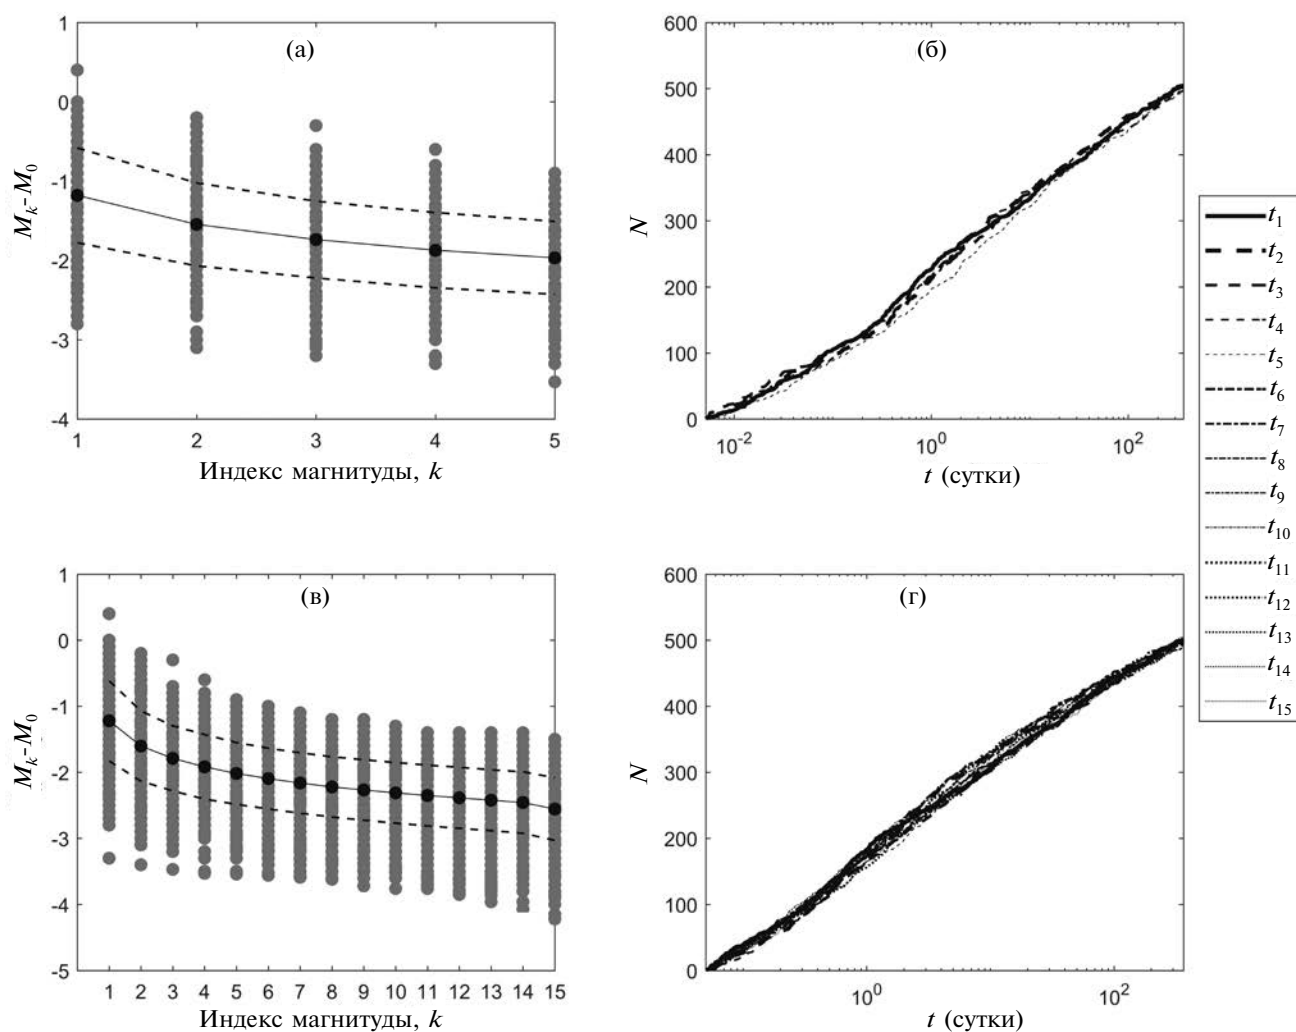 (а)
1
0
-1
-2
-3
-4
M_k-M_0
1 2 3 4 5
Индекс магнитуды, k
(б)
600
500
400
300
200
100
0
N
10^-2 10^0 10^2
t (сутки)
t_1
t_2
t_3
t_4
t_5
t_6
t_7
t_8
t_9
t_10
t_11
t_12
t_13
t_14
t_15
(в)
1
0
-1
-2
-3
-4
-5
M_k-M_0
1 2 3 4 5 6 7 8 9 10 11 12 13 14 15
Индекс магнитуды, k
(г)
600
500
400
300
200
100
0
N
10^0 10^2
t (сутки)